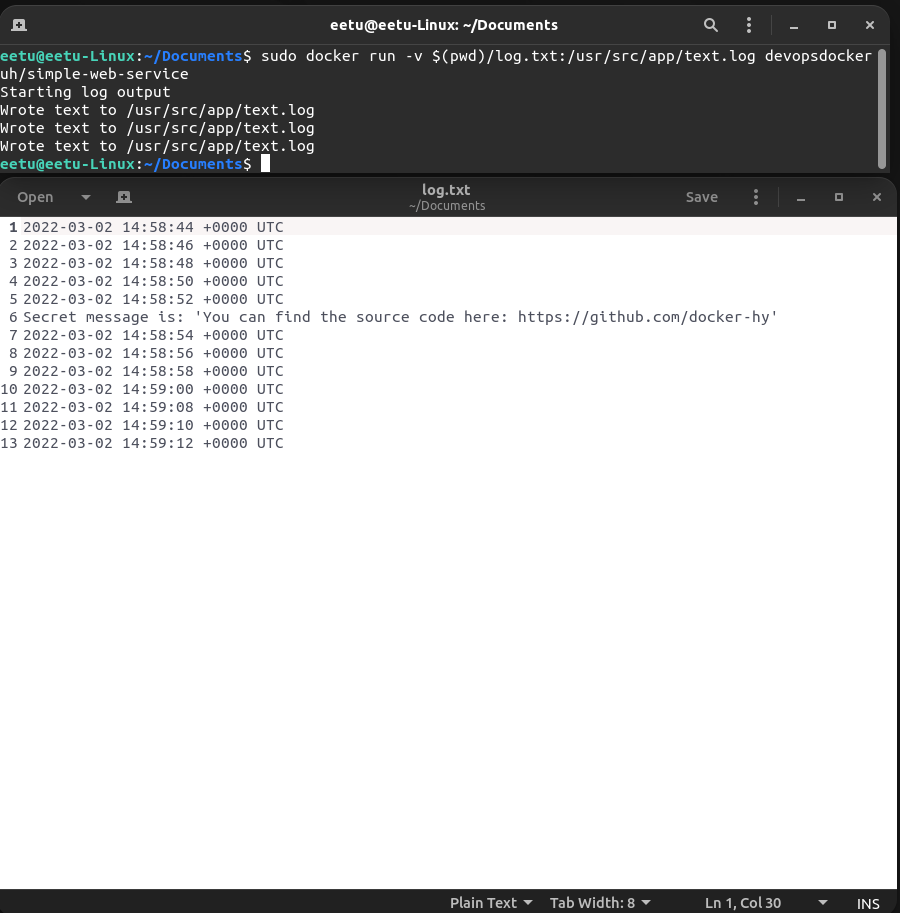 eetu@eetu-Linux: ~/Documents
eetu@eetu-Linux:~/Documents$ sudo docker run -v $(pwd)/log.txt:/usr/src/app/text.log devopsdocker
uh/simple-web-service
Starting log output
Wrote text to /usr/src/app/text.log
Wrote text to /usr/src/app/text.log
Wrote text to /usr/src/app/text.log
eetu@eetu-Linux:~/Documents$
Open log.txt Save
~/Documents
1 2022-03-02 14:58:44 +0000 UTC
2 2022-03-02 14:58:46 +0000 UTC
3 2022-03-02 14:58:48 +0000 UTC
4 2022-03-02 14:58:50 +0000 UTC
5 2022-03-02 14:58:52 +0000 UTC
6 Secret message is: 'You can find the source code here: https://github.com/docker-hy'
7 2022-03-02 14:58:54 +0000 UTC
8 2022-03-02 14:58:56 +0000 UTC
9 2022-03-02 14:58:58 +0000 UTC
10 2022-03-02 14:59:00 +0000 UTC
11 2022-03-02 14:59:08 +0000 UTC
12 2022-03-02 14:59:10 +0000 UTC
13 2022-03-02 14:59:12 +0000 UTC
Plain Text Tab Width: 8 Ln 1, Col 30 INS